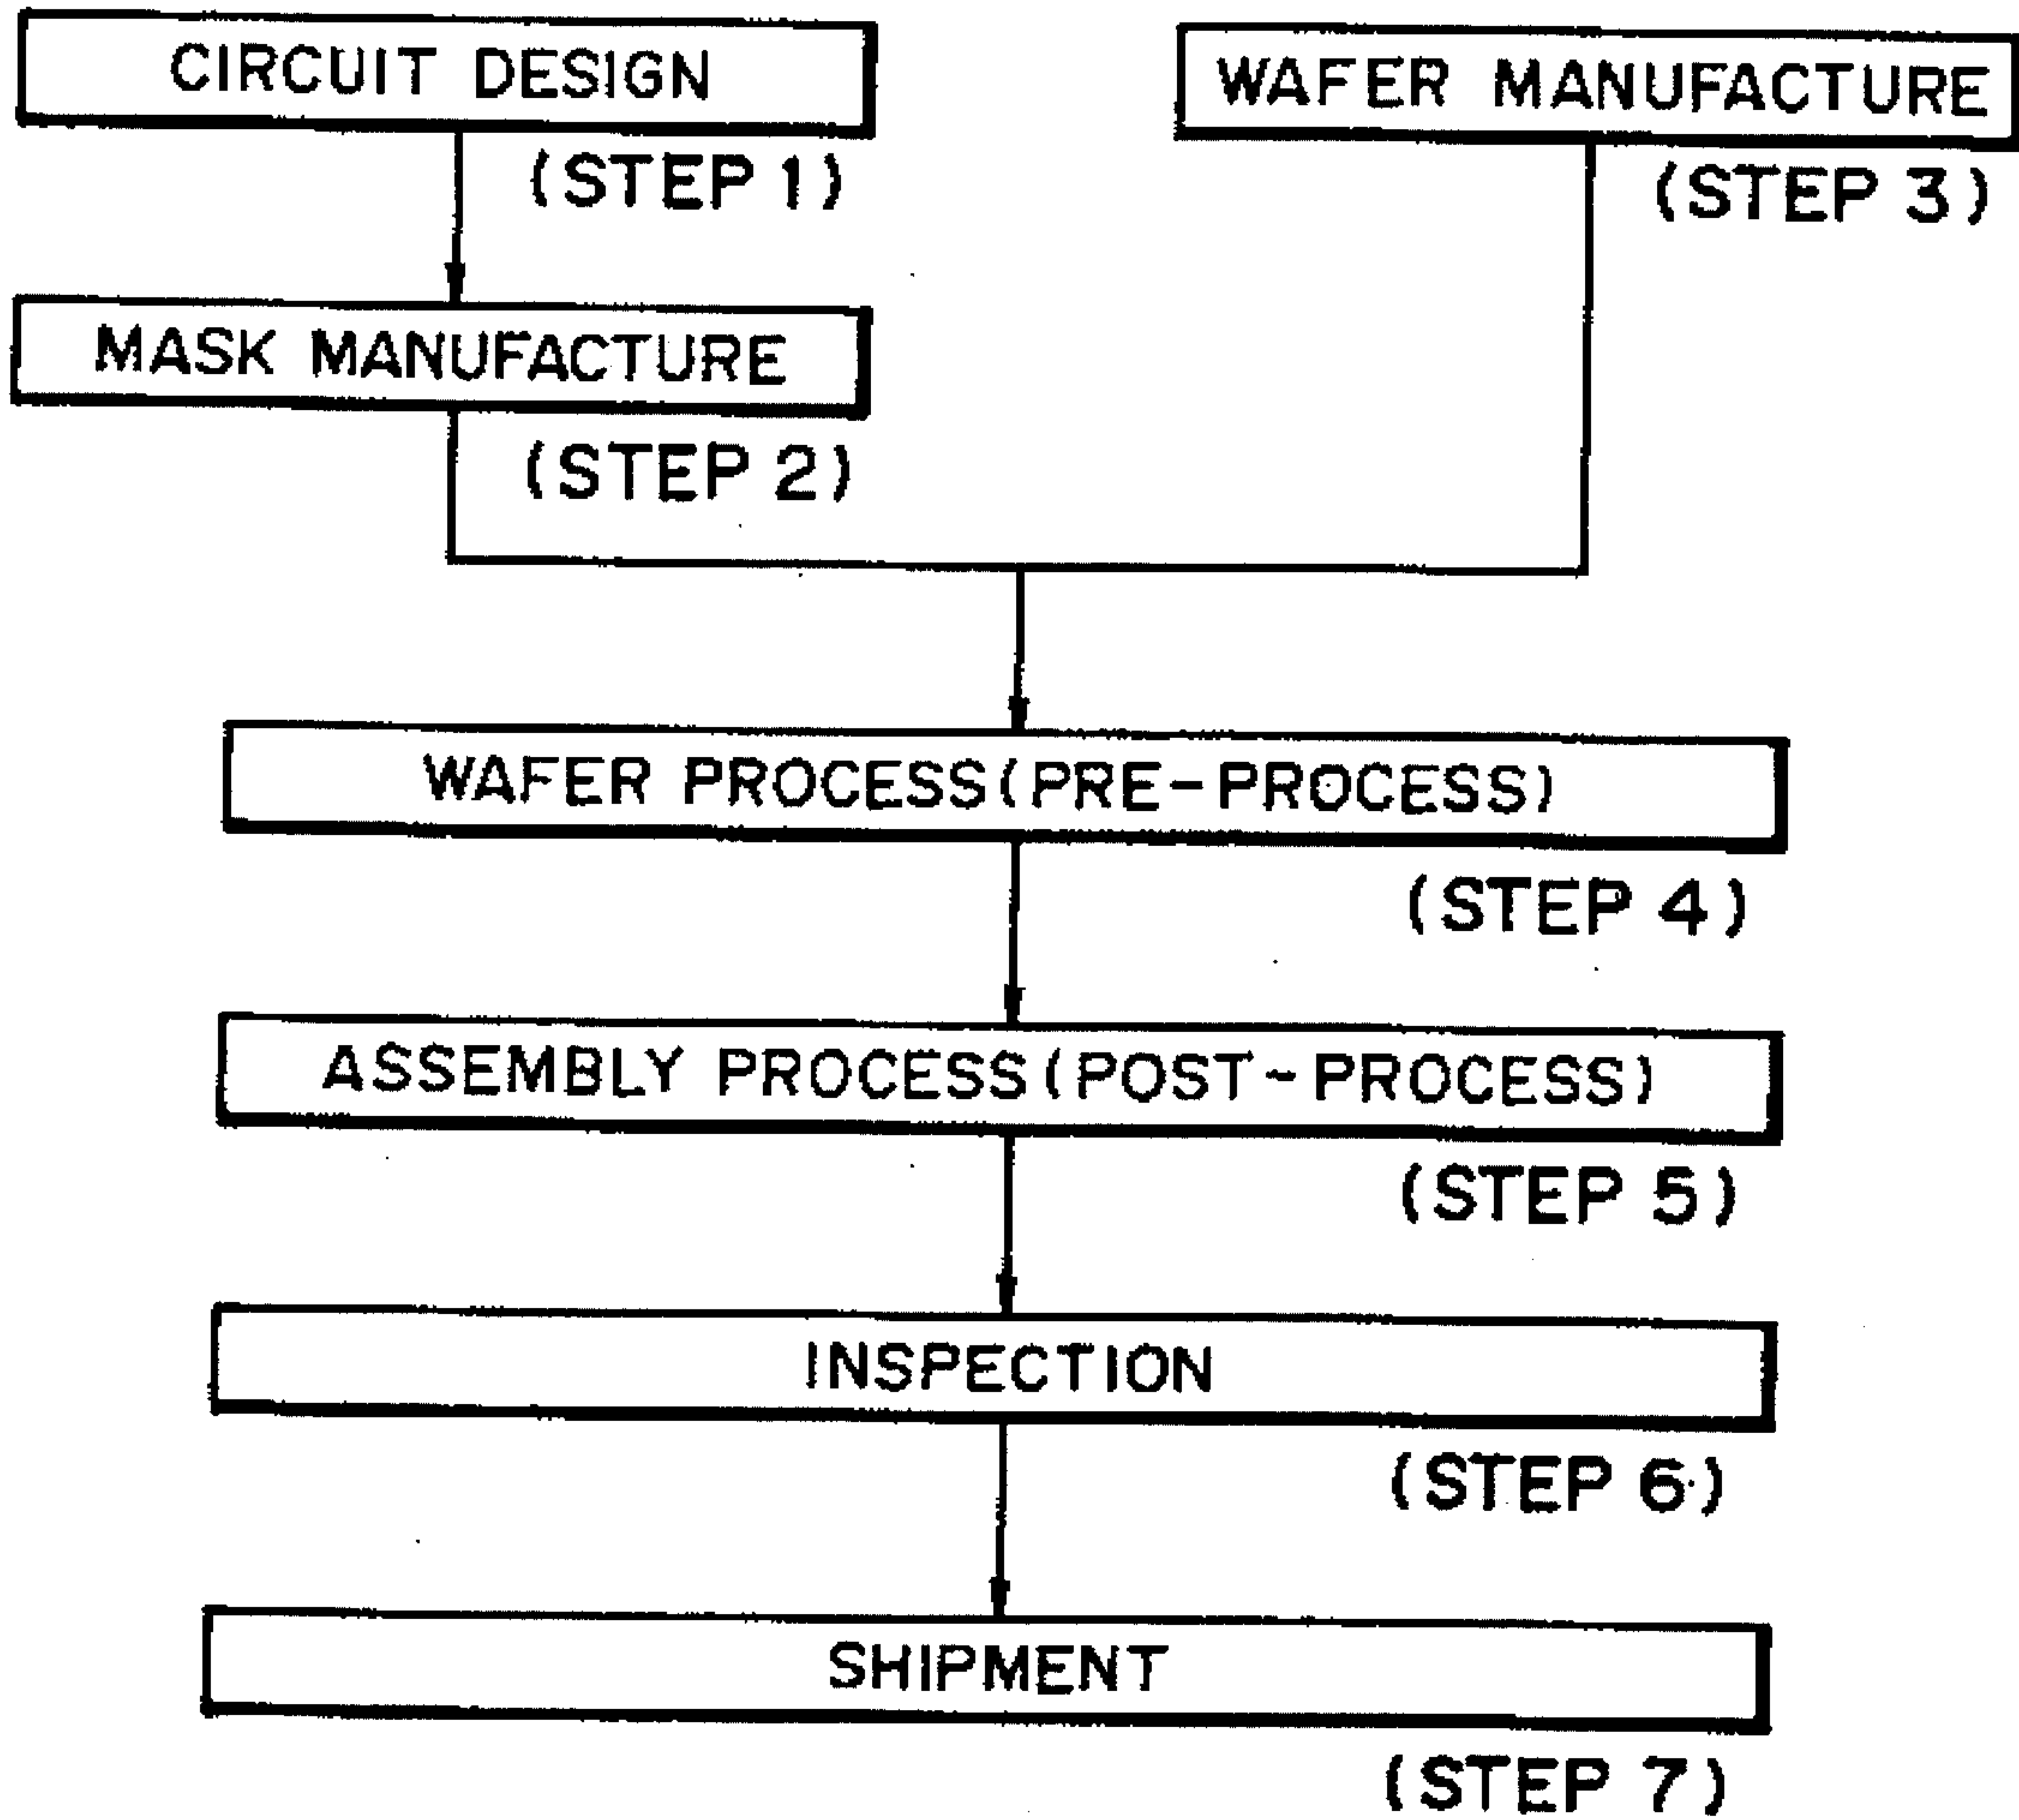 CIRCUIT DESIGN
(STEP 1)
WAFER MANUFACTURE
(STEP 3)
MASK MANUFACTURE
(STEP 2)
WAFER PROCESS(PRE-PROCESS)
(STEP 4)
ASSEMBLY PROCESS(POST-PROCESS)
(STEP 5)
INSPECTION
(STEP 6)
SHIPMENT
(STEP 7)